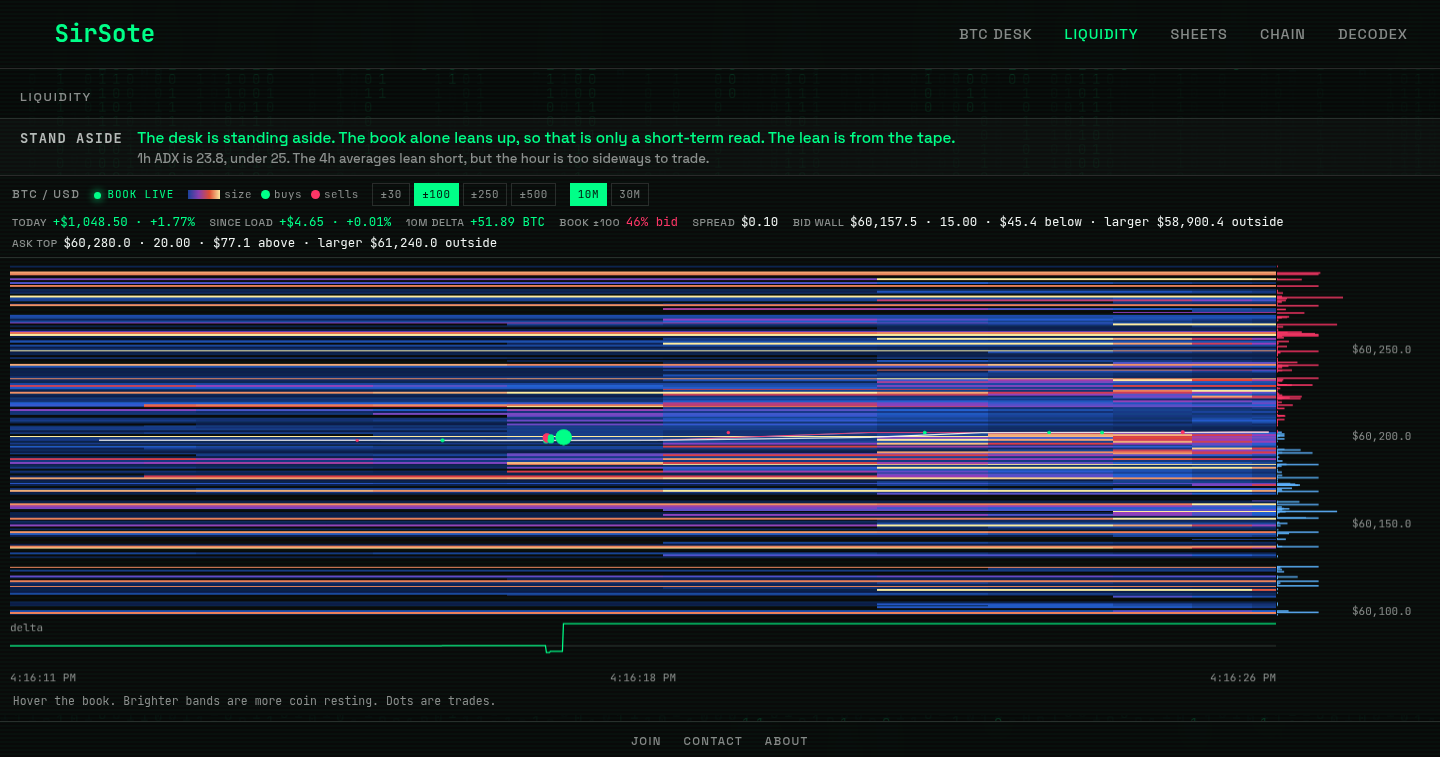 SirSote
BTC DESK LIQUIDITY SHEETS CHAIN DECODEX
LIQUIDITY
STAND ASIDE The desk is standing aside. The book alone leans up, so that is only a short-term read. The lean is from the tape.
1h ADX is 23.8, under 25. The 4h averages lean short, but the hour is too sideways to trade.
BTC / USD BOOK LIVE size buys sells ±30 ±100 ±250 ±500 10M 30M
TODAY +$1,048.50 · +1.77% SINCE LOAD +$4.65 · +0.01% 10M DELTA +51.89 BTC BOOK ±100 46% bid SPREAD $0.10 BID WALL $60,157.5 · 15.00 · $45.4 below · larger $58,900.4 outside
ASK TOP $60,280.0 · 20.00 · $77.1 above · larger $61,240.0 outside
$60,250.0
$60,200.0
$60,150.0
$60,100.0
delta
4:16:11 PM 4:16:18 PM 4:16:26 PM
Hover the book. Brighter bands are more coin resting. Dots are trades.
JOIN CONTACT ABOUT